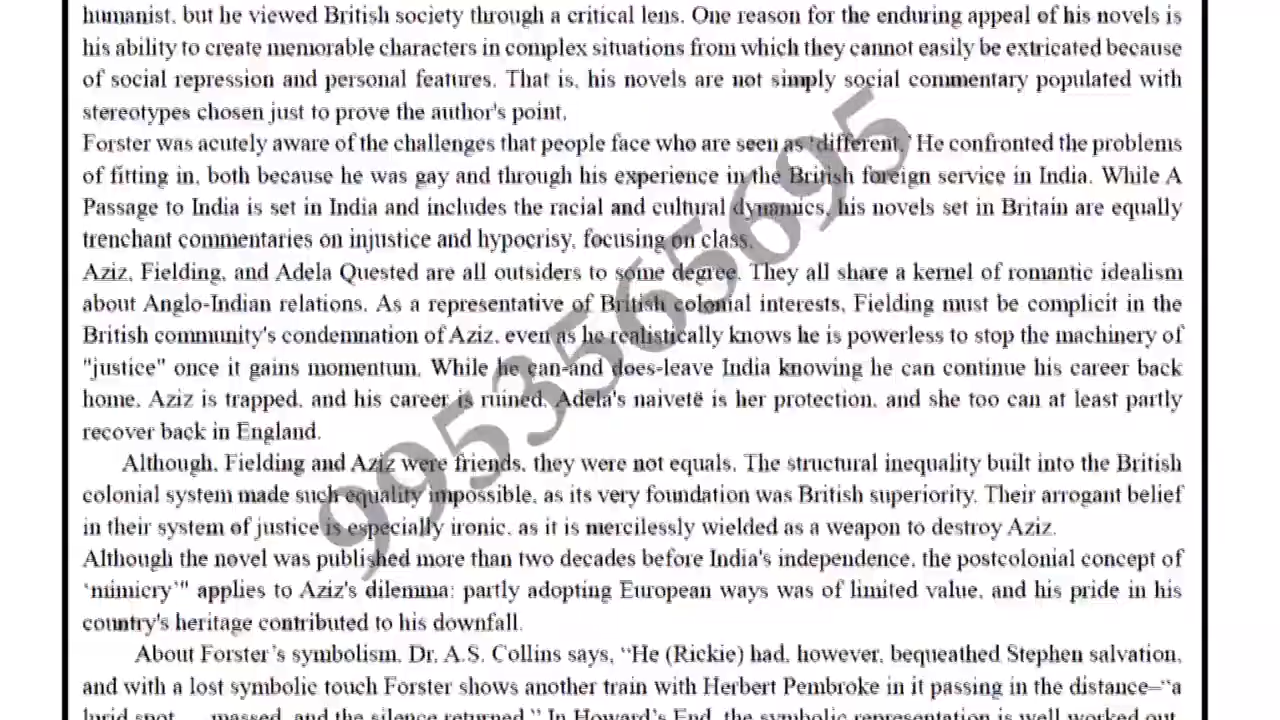 humanist, but he viewed British society through a critical lens. One reason for the enduring appeal of his novels is
his ability to create memorable characters in complex situations from which they cannot easily be extricated because
of social repression and personal features. That is, his novels are not simply social commentary populated with
stereotypes chosen just to prove the author's point.
Forster was acutely aware of the challenges that people face who are seen as 'different.' He confronted the problems
of fitting in, both because he was gay and through his experience in the British foreign service in India. While A
Passage to India is set in India and includes the racial and cultural dynamics, his novels set in Britain are equally
trenchant commentaries on injustice and hypocrisy, focusing on class.
Aziz, Fielding, and Adela Quested are all outsiders to some degree. They all share a kernel of romantic idealism
about Anglo-Indian relations. As a representative of British colonial interests, Fielding must be complicit in the
British community's condemnation of Aziz, even as he realistically knows he is powerless to stop the machinery of
"justice" once it gains momentum. While he can-and does-leave India knowing he can continue his career back
home, Aziz is trapped, and his career is ruined. Adela's naiveté is her protection, and she too can at least partly
recover back in England.
Although, Fielding and Aziz were friends, they were not equals. The structural inequality built into the British
colonial system made such equality impossible, as its very foundation was British superiority. Their arrogant belief
in their system of justice is especially ironic, as it is mercilessly wielded as a weapon to destroy Aziz.
Although the novel was published more than two decades before India's independence, the postcolonial concept of
'mimicry'" applies to Aziz's dilemma: partly adopting European ways was of limited value, and his pride in his
country's heritage contributed to his downfall.
About Forster's symbolism, Dr. A.S. Collins says, "He (Rickie) had, however, bequeathed Stephen salvation,
and with a lost symbolic touch Forster shows another train with Herbert Pembroke in it passing in the distance–"a
lurid spot ... passed, and the silence returned." In Howard's End, the symbolic representation is well worked out,
9953565695